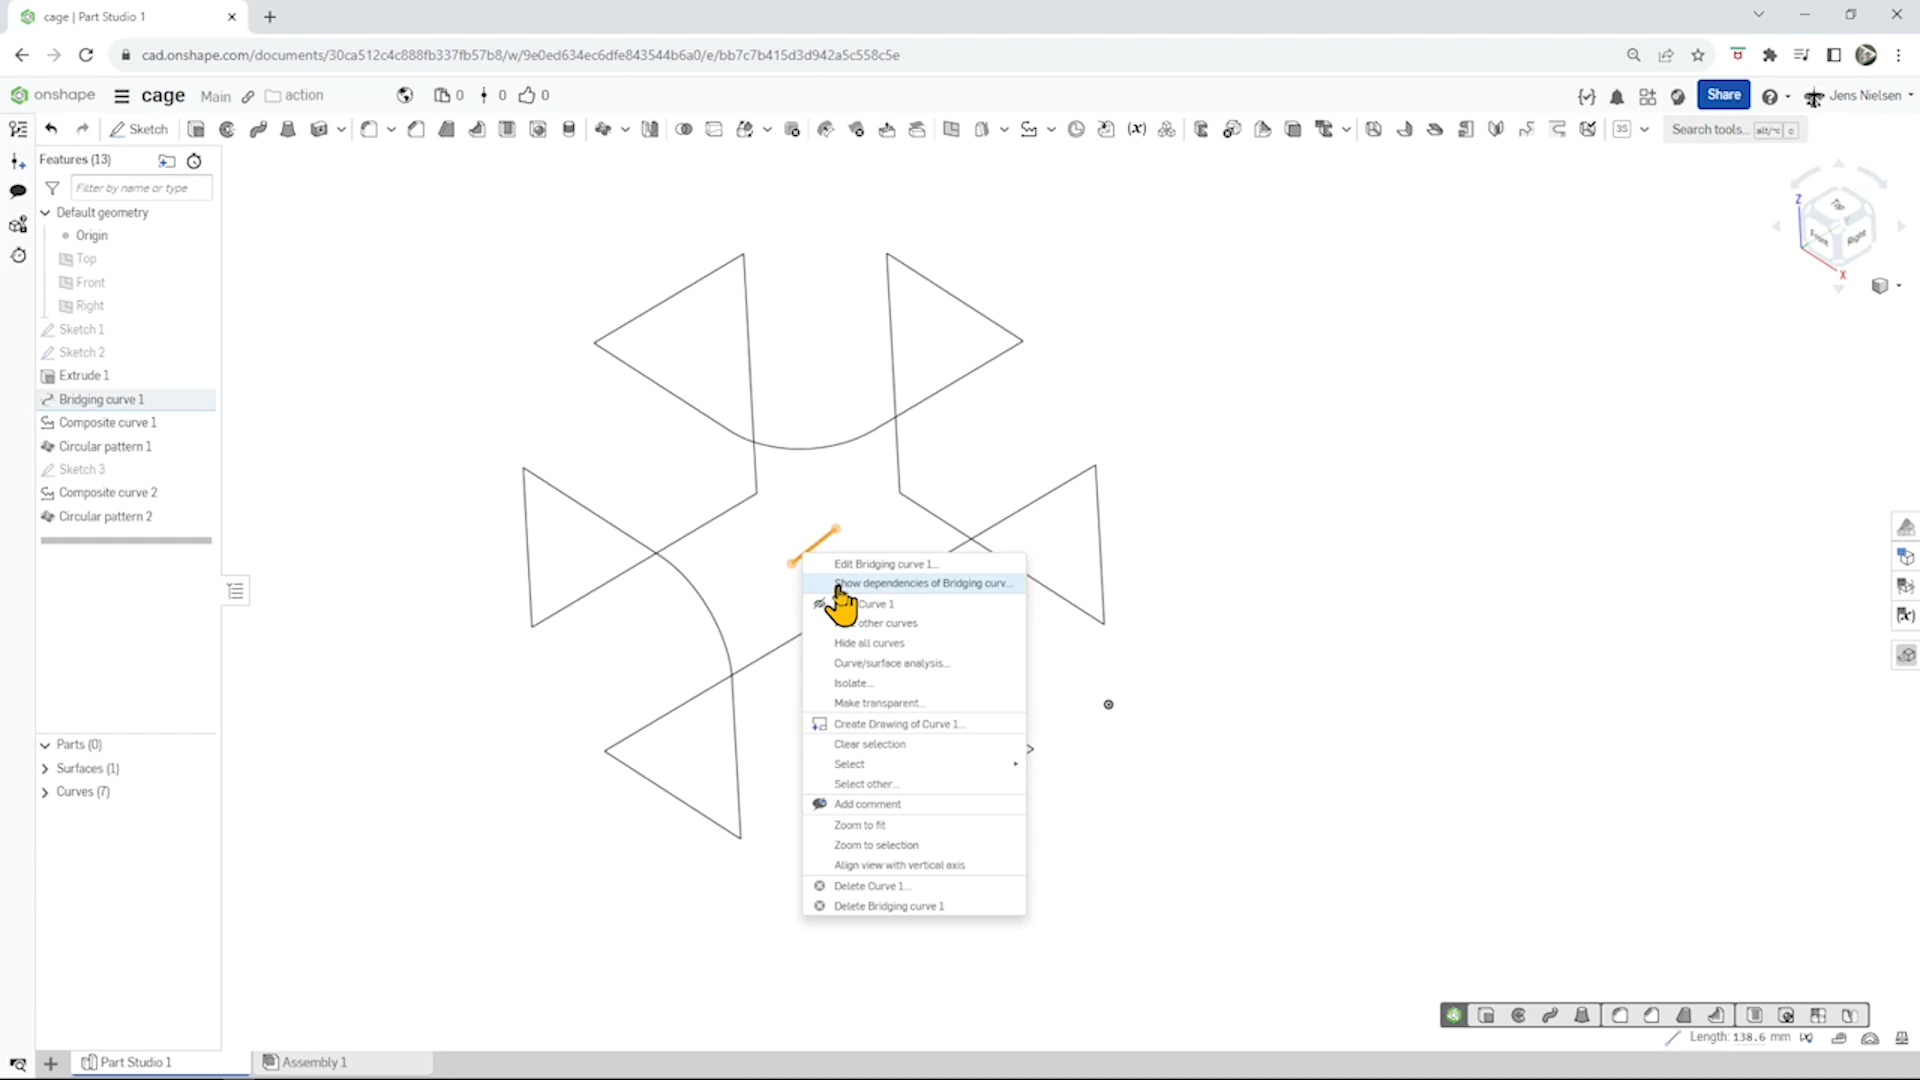 cage | Part Studio 1
cad.onshape.com/documents/30ca512c4c888fb337fb57b8/w/9e0ed634ec6dfe843544b6a0/e/bb7c7b415d3d942a5c558c5e
onshape
cage
Main
action
0
0
0
Share
Jens Nielsen
Sketch
Search tools...
alt/⌥
c
Features (13)
Filter by name or type
Default geometry
Origin
Top
Front
Right
Sketch 1
Sketch 2
Extrude 1
Bridging curve 1
Composite curve 1
Circular pattern 1
Sketch 3
Composite curve 2
Circular pattern 2
Parts (0)
Surfaces (1)
Curves (7)
Z
Top
Front
Right
X
Edit Bridging curve 1...
Show dependencies of Bridging curv...
Curve 1
other curves
Hide all curves
Curve/surface analysis...
Isolate...
Make transparent...
Create Drawing of Curve 1...
Clear selection
Select
Select other...
Add comment
Zoom to fit
Zoom to selection
Align view with vertical axis
Delete Curve 1...
Delete Bridging curve 1
Length: 138.6 mm
Part Studio 1
Assembly 1